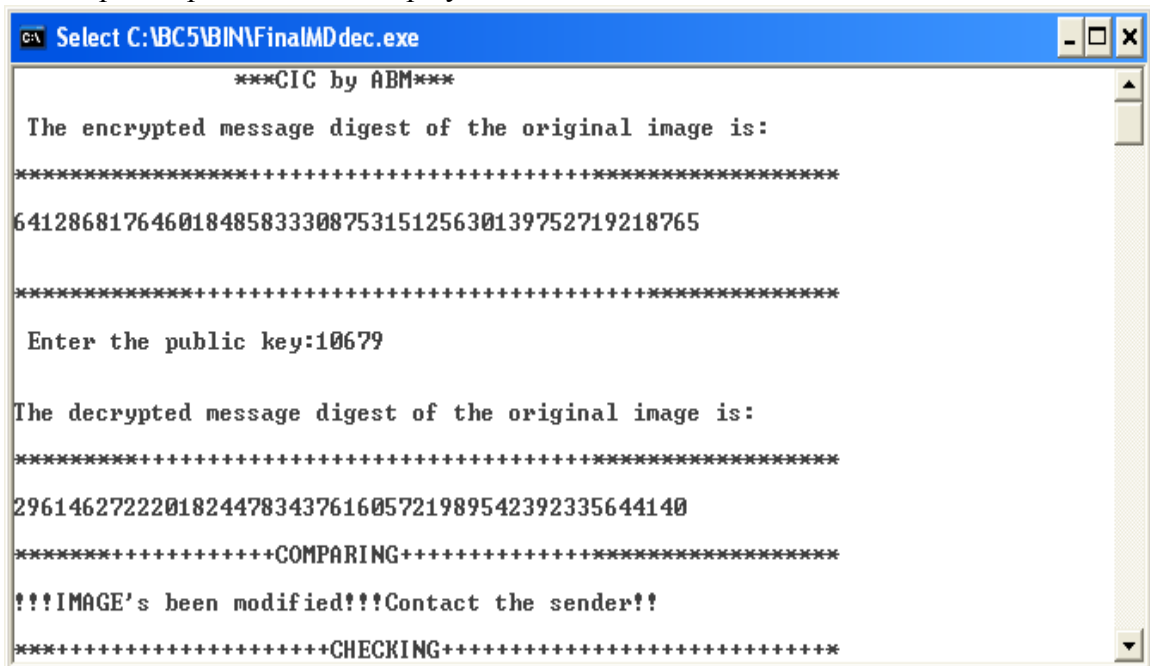 Select C:\BC5\BIN\FinalMDdec.exe
***CIC by ABM***
The encrypted message digest of the original image is:
*****************+++++++++++++++++++++++++******************
64128681764601848583330875315125630139752719218765
*************+++++++++++++++++++++++++++++++++**************
Enter the public key:10679
The decrypted message digest of the original image is:
*********+++++++++++++++++++++++++++++++++******************
2961462722201824478343761605721989542392335644140
*******++++++++++++COMPARING++++++++++++++******************
!!!IMAGE's been modified!!!Contact the sender!!
***++++++++++++++++++++CHECKING++++++++++++++++++++++++++++*